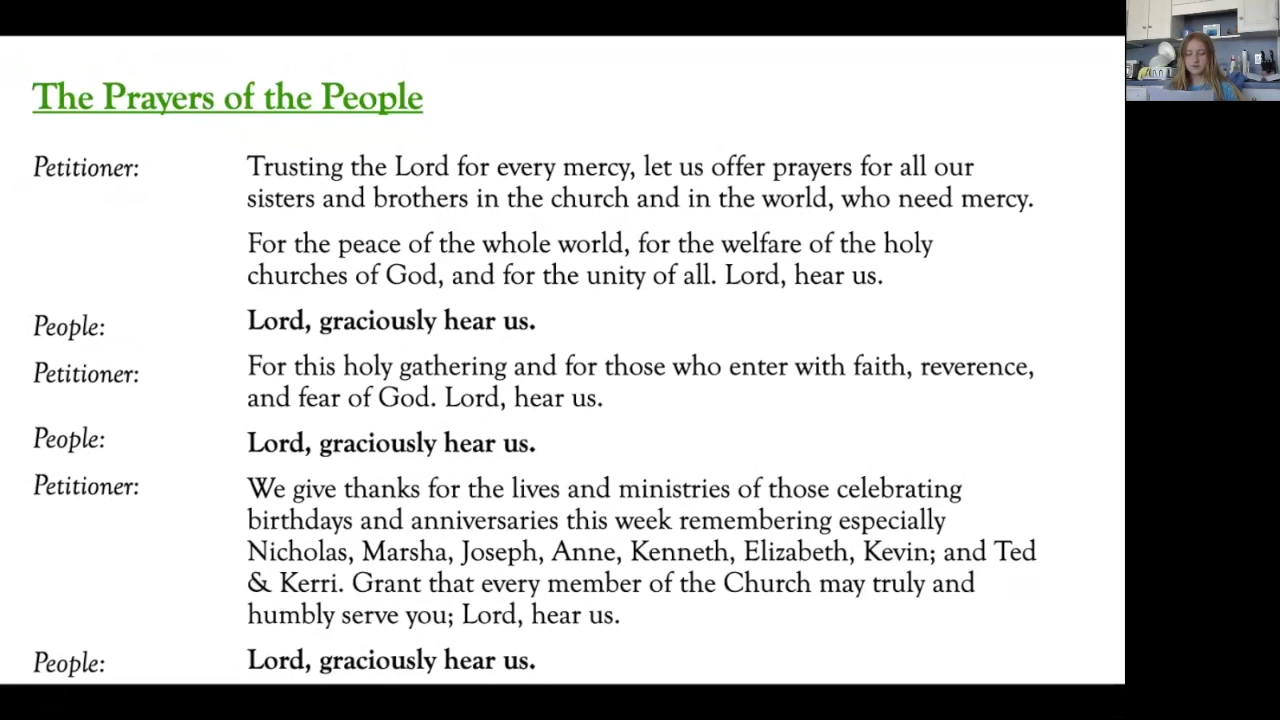 The Prayers of the People
Petitioner: Trusting the Lord for every mercy, let us offer prayers for all our
sisters and brothers in the church and in the world, who need mercy.
For the peace of the whole world, for the welfare of the holy
churches of God, and for the unity of all. Lord, hear us.
People: Lord, graciously hear us.
Petitioner: For this holy gathering and for those who enter with faith, reverence,
and fear of God. Lord, hear us.
People: Lord, graciously hear us.
Petitioner: We give thanks for the lives and ministries of those celebrating
birthdays and anniversaries this week remembering especially
Nicholas, Marsha, Joseph, Anne, Kenneth, Elizabeth, Kevin; and Ted
& Kerri. Grant that every member of the Church may truly and
humbly serve you; Lord, hear us.
People: Lord, graciously hear us.